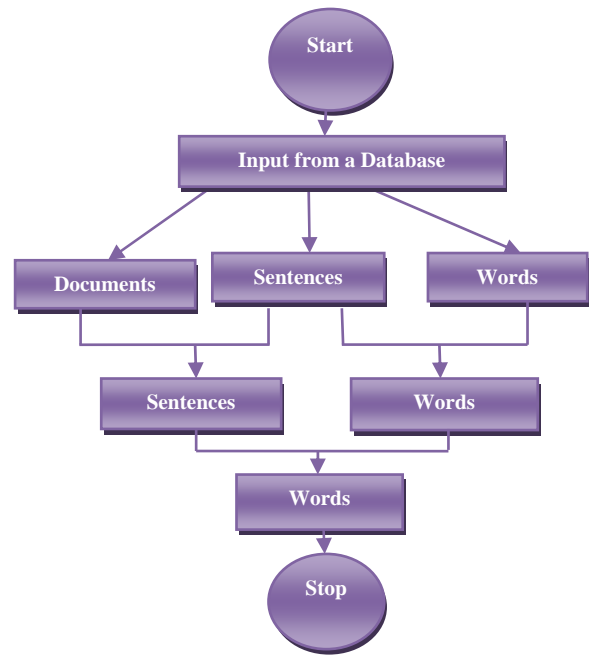 Start
Input from a Database
Documents
Sentences
Words
Sentences
Words
Words
Stop